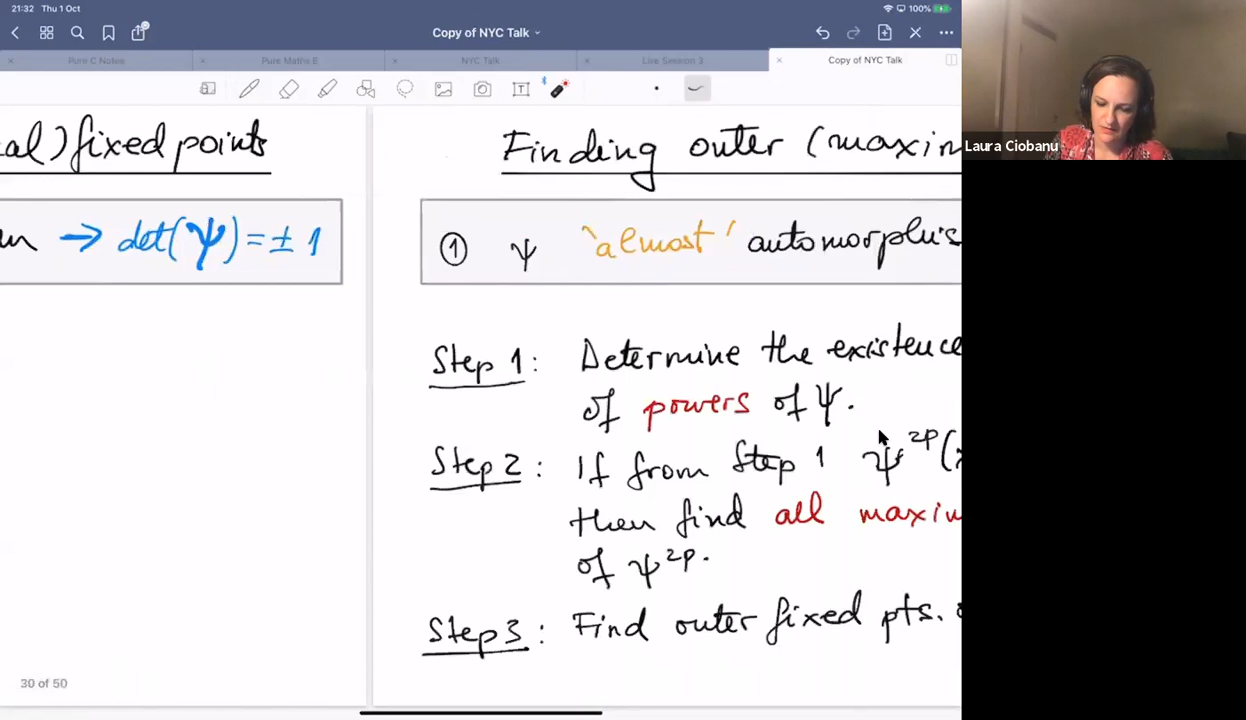 21:32 Thu 1 Oct
100%
Copy of NYC Talk
Pure C Notes
Pure Maths E
NYC Talk
Live Session 3
Copy of NYC Talk
al) fixed points
→ det(Ψ) = ± 1
30 of 50
Finding outer (maxim
① Ψ 'almost' automorphis
Step 1: Determine the existence
of powers of Ψ.
Step 2: If from Step 1 Ψ²ᵖ(
then find all maxim
of Ψ²ᵖ.
Step 3: Find outer fixed pts.
Laura Ciobanu